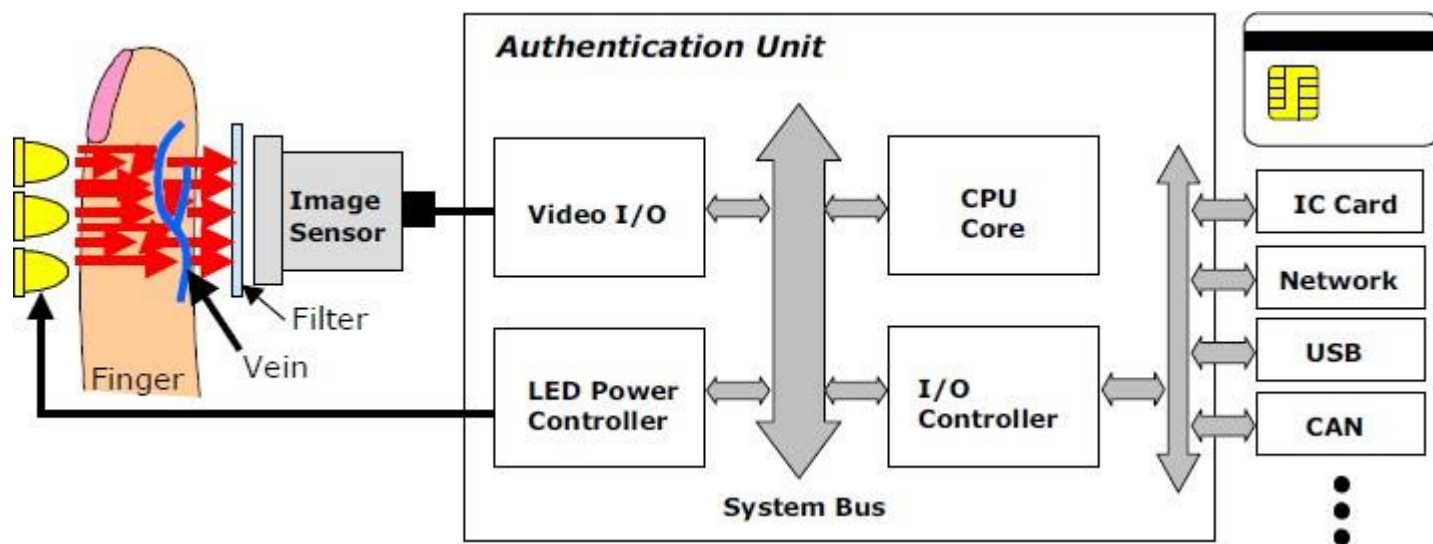 Authentication Unit
Image
Sensor
Video I/O
CPU
Core
IC Card
Network
Filter
Vein
Finger
LED Power
Controller
I/O
Controller
USB
CAN
System Bus